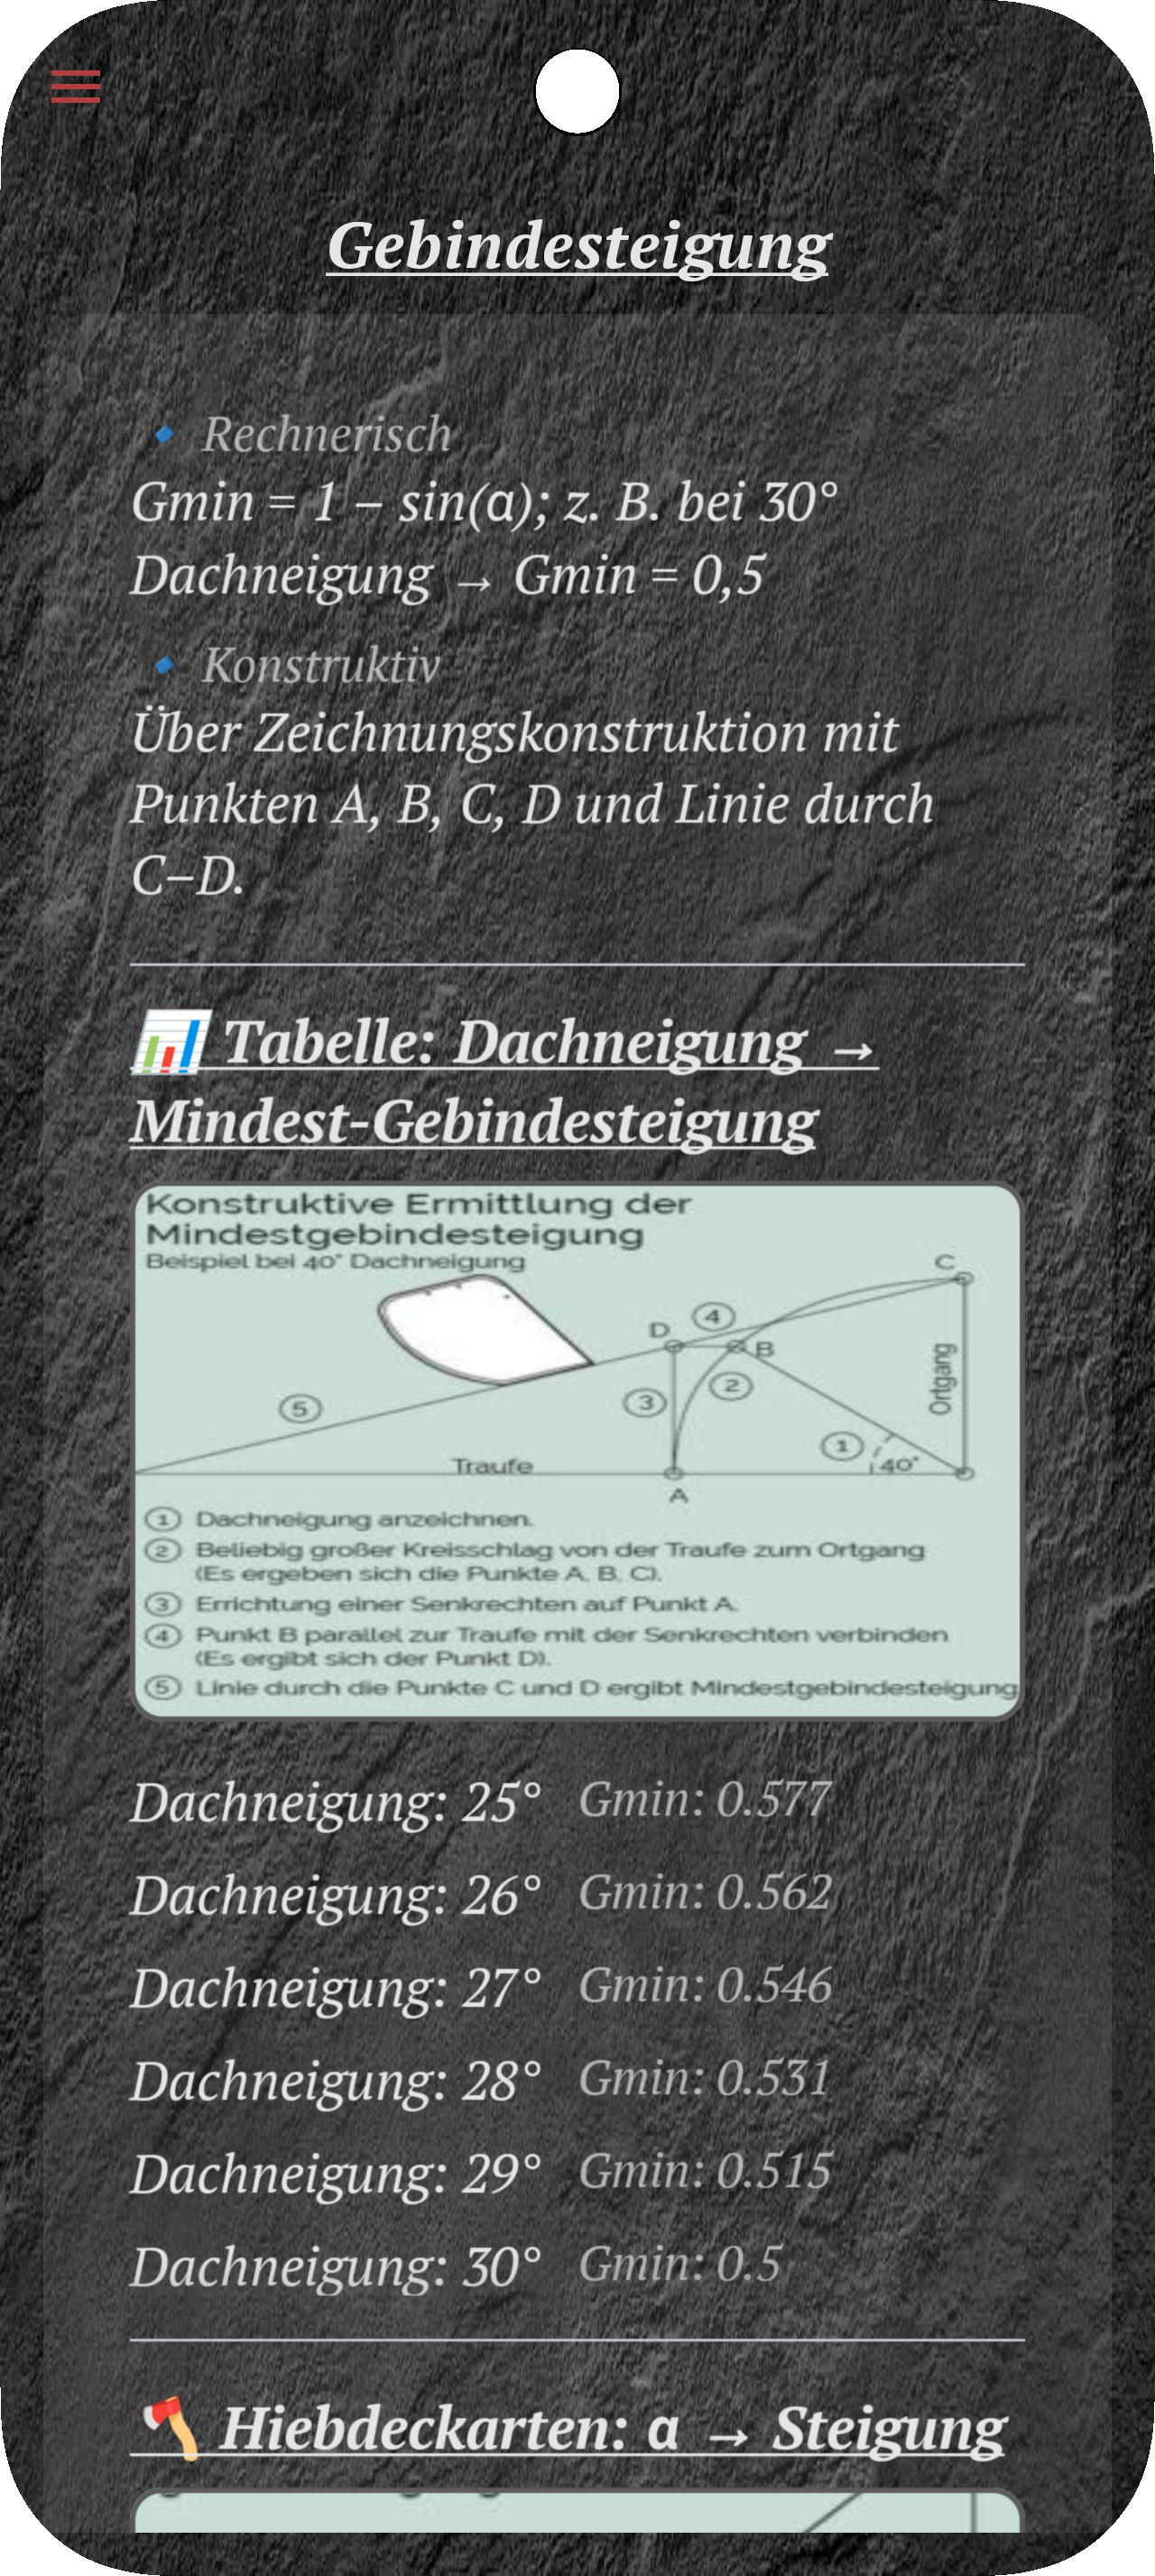 Gebindesteigung
Rechnerisch
Gmin = 1 – sin(α); z. B. bei 30°
Dachneigung → Gmin = 0,5
Konstruktiv
Über Zeichnungskonstruktion mit
Punkten A, B, C, D und Linie durch
C–D.
Tabelle: Dachneigung →
Mindest-Gebindesteigung
Konstruktive Ermittlung der
Mindestgebindesteigung
Beispiel bei 40° Dachneigung
C
D
4
B
2
3
Ortgang
5
1
40°
Traufe
A
1 Dachneigung anzeichnen.
2 Beliebig großer Kreisschlag von der Traufe zum Ortgang
(Es ergeben sich die Punkte A, B, C).
3 Errichtung einer Senkrechten auf Punkt A.
4 Punkt B parallel zur Traufe mit der Senkrechten verbinden
(Es ergibt sich der Punkt D).
5 Linie durch die Punkte C und D ergibt Mindestgebindesteigung
Dachneigung: 25° Gmin: 0.577
Dachneigung: 26° Gmin: 0.562
Dachneigung: 27° Gmin: 0.546
Dachneigung: 28° Gmin: 0.531
Dachneigung: 29° Gmin: 0.515
Dachneigung: 30° Gmin: 0.5
Hiebdeckarten: α → Steigung